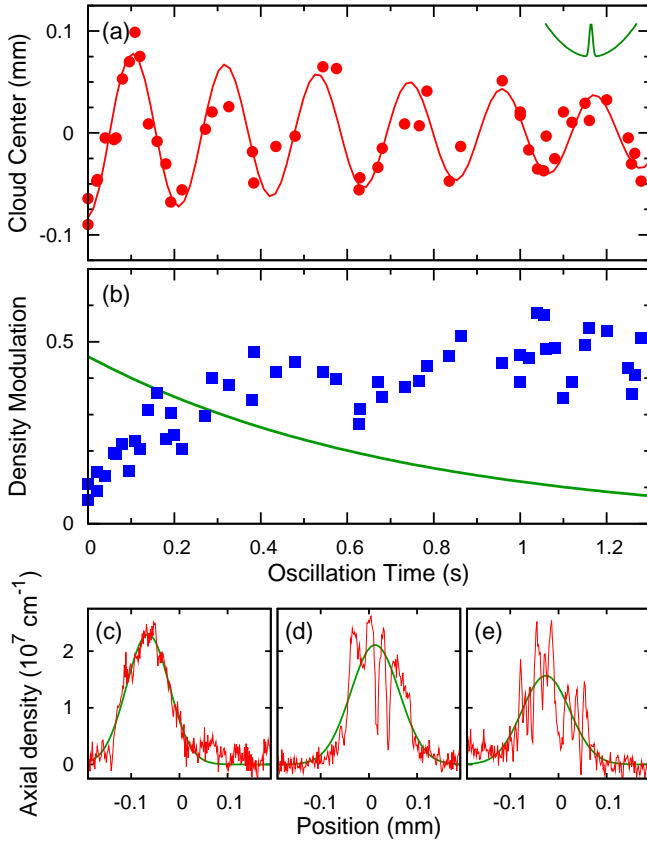 (a)
Cloud Center (mm)
0.1
0
-0.1
(b)
Density Modulation
0.5
0
0 0.2 0.4 0.6 0.8 1 1.2
Oscillation Time (s)
Axial density (10⁷ cm⁻¹)
2
1
0
(c) (d) (e)
-0.1 0 0.1 -0.1 0 0.1 -0.1 0 0.1
Position (mm)